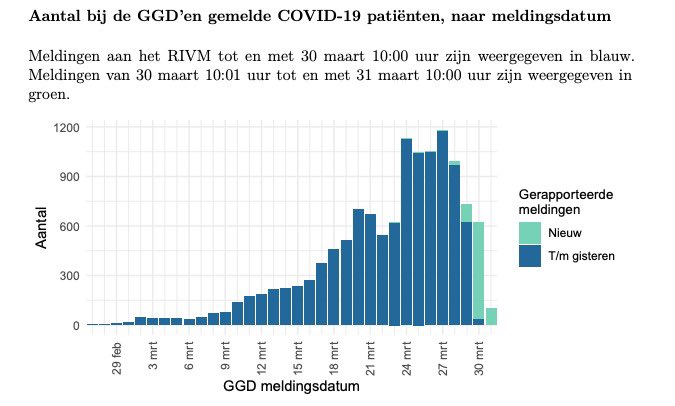 Aantal bij de GGD'en gemelde COVID-19 patiënten, naar meldingsdatum
Meldingen aan het RIVM tot en met 30 maart 10:00 uur zijn weergegeven in blauw.
Meldingen van 30 maart 10:01 uur tot en met 31 maart 10:00 uur zijn weergegeven in
groen.
1200
900
600
300
0
Aantal
29 feb
3 mrt
6 mrt
9 mrt
12 mrt
15 mrt
18 mrt
21 mrt
24 mrt
27 mrt
30 mrt
GGD meldingsdatum
Gerapporteerde
meldingen
Nieuw
T/m gisteren